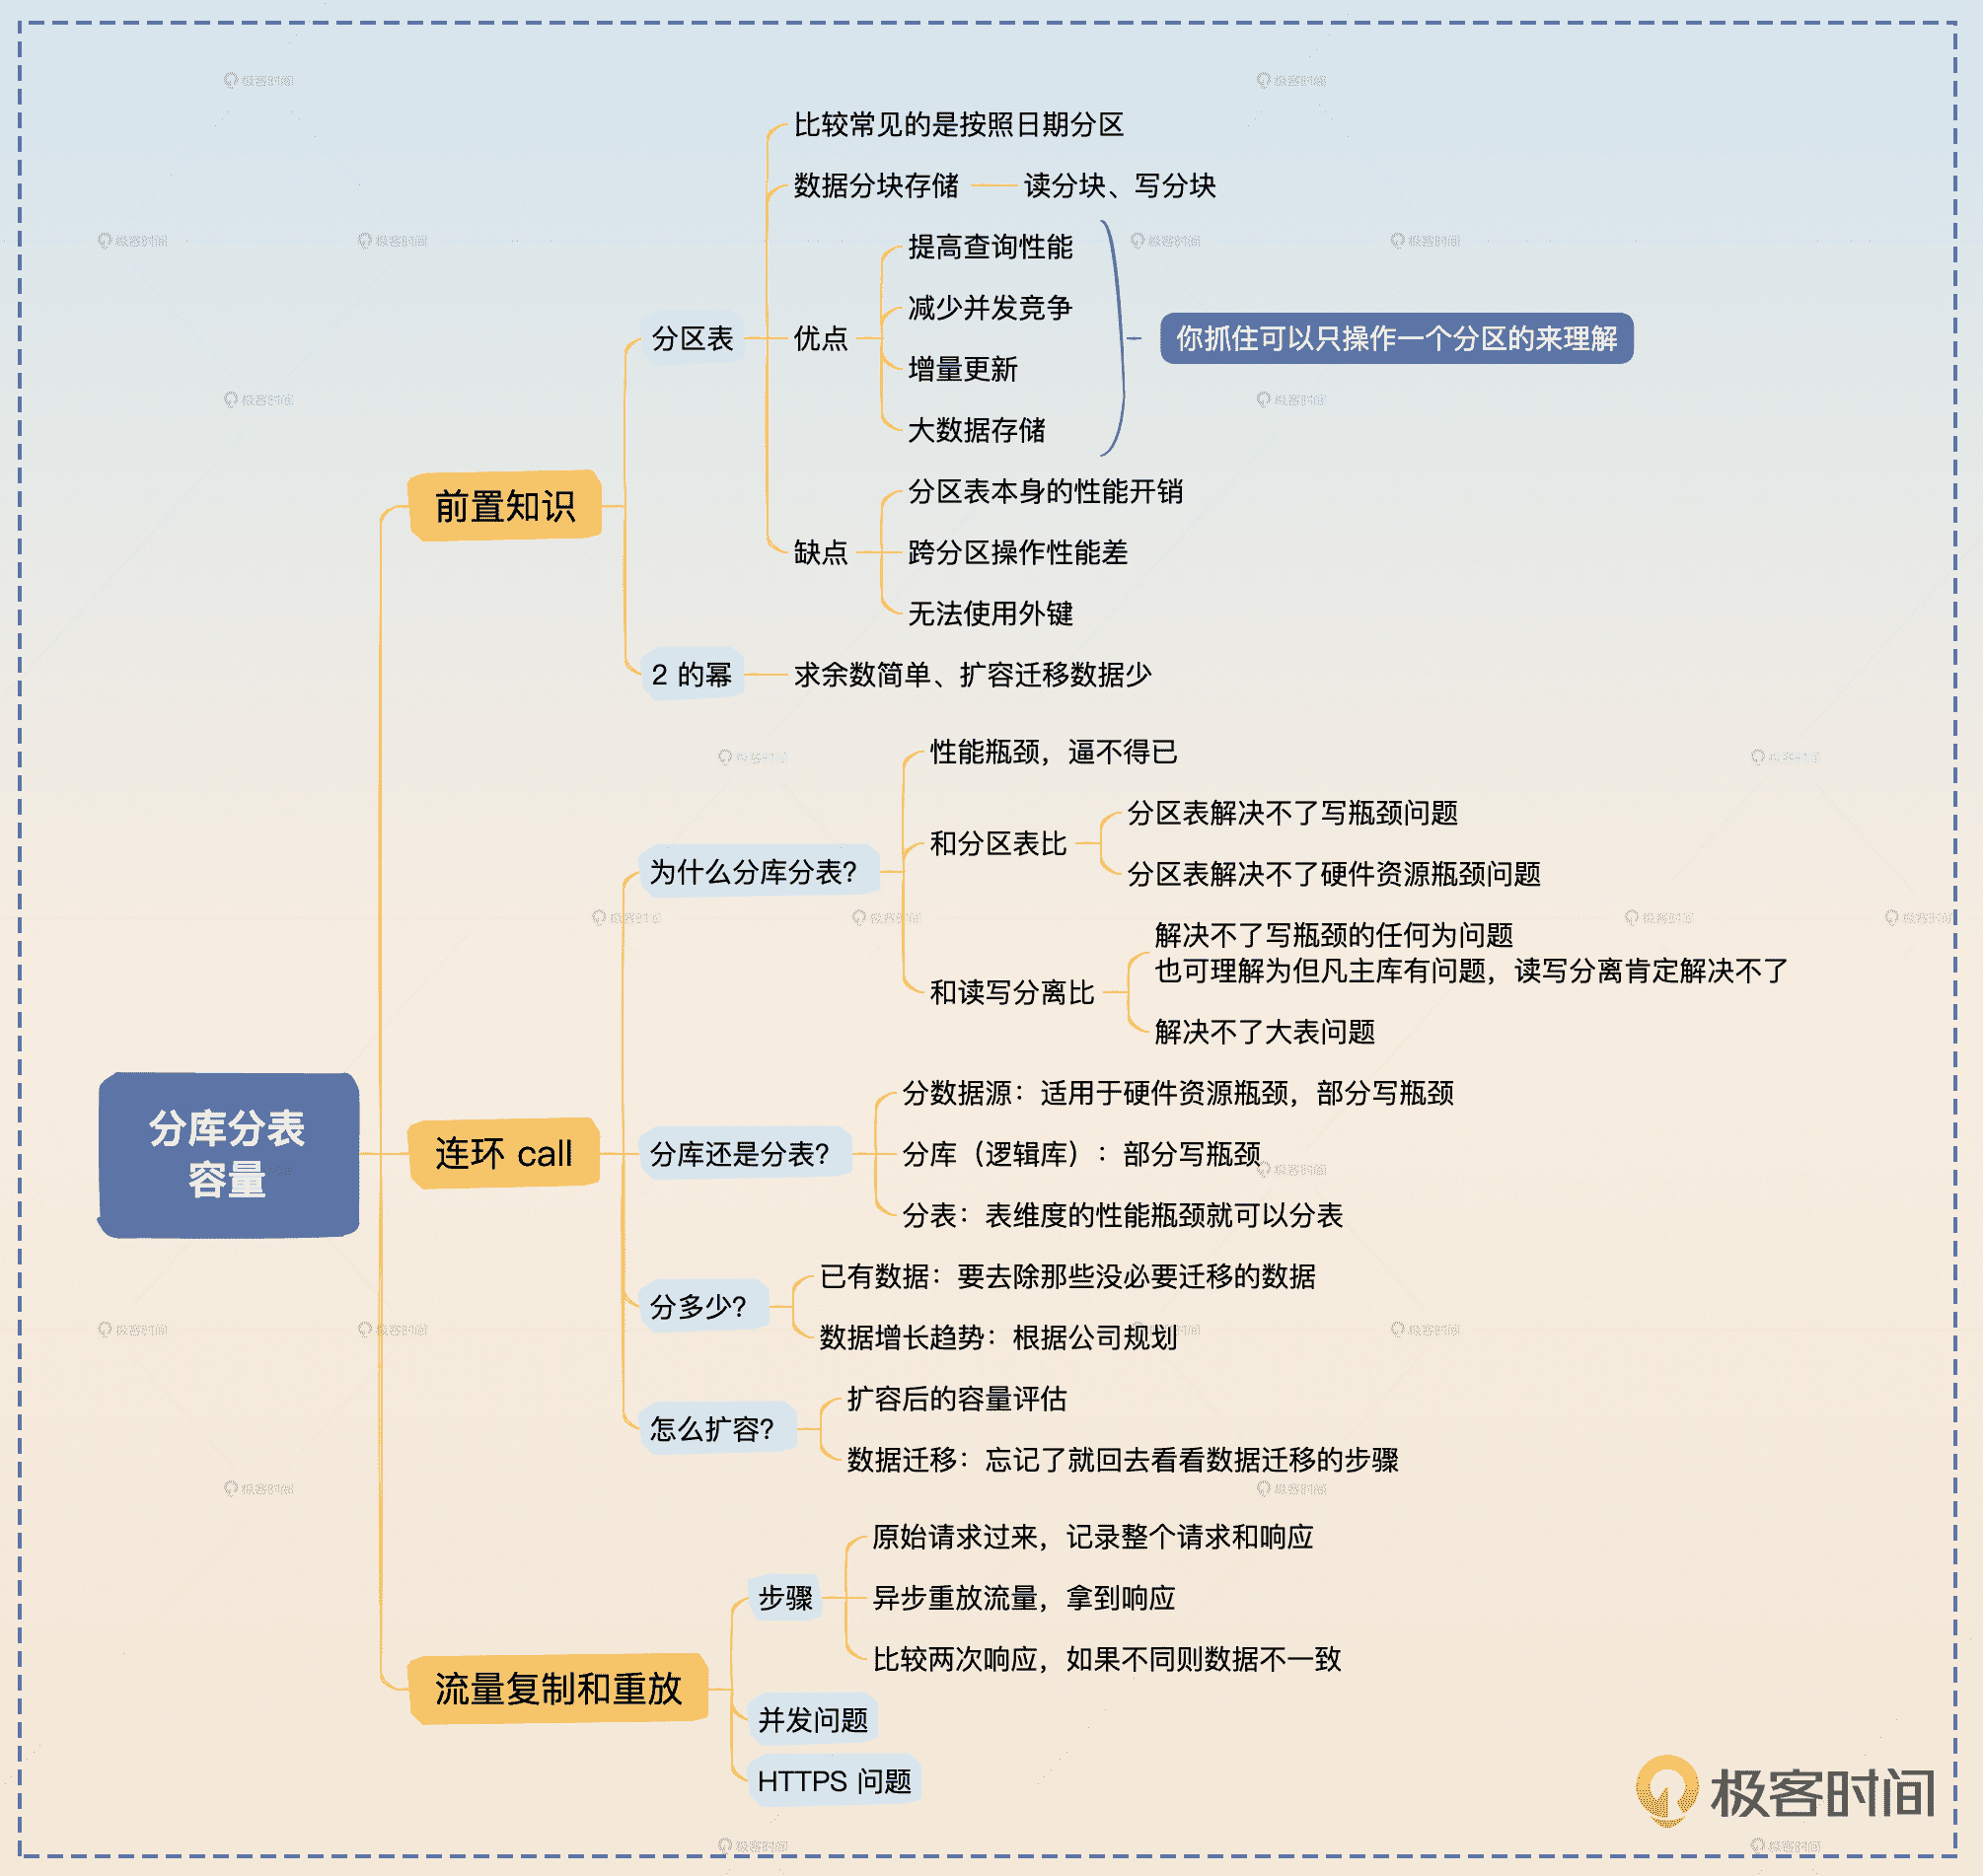 比较常见的是按照日期分区
数据分块存储
读分块、写分块
提高查询性能
减少并发竞争
分区表
优点
你抓住可以只操作一个分区的来理解
增量更新
大数据存储
前置知识
分区表本身的性能开销
缺点
跨分区操作性能差
无法使用外键
2 的幂
求余数简单、扩容迁移数据少
性能瓶颈，逼不得已
分区表解决不了写瓶颈问题
和分区表比
为什么分库分表？
分区表解决不了硬件资源瓶颈问题
解决不了写瓶颈的任何为问题
也可理解为但凡主库有问题，读写分离肯定解决不了
和读写分离比
解决不了大表问题
分库分表
容量
连环 call
分数据源：适用于硬件资源瓶颈，部分写瓶颈
分库还是分表？
分库（逻辑库）：部分写瓶颈
分表：表维度的性能瓶颈就可以分表
已有数据：要去除那些没必要迁移的数据
分多少？
数据增长趋势：根据公司规划
扩容后的容量评估
怎么扩容？
数据迁移：忘记了就回去看看数据迁移的步骤
原始请求过来，记录整个请求和响应
步骤
异步重放流量，拿到响应
比较两次响应，如果不同则数据不一致
流量复制和重放
并发问题
HTTPS 问题
极客时间